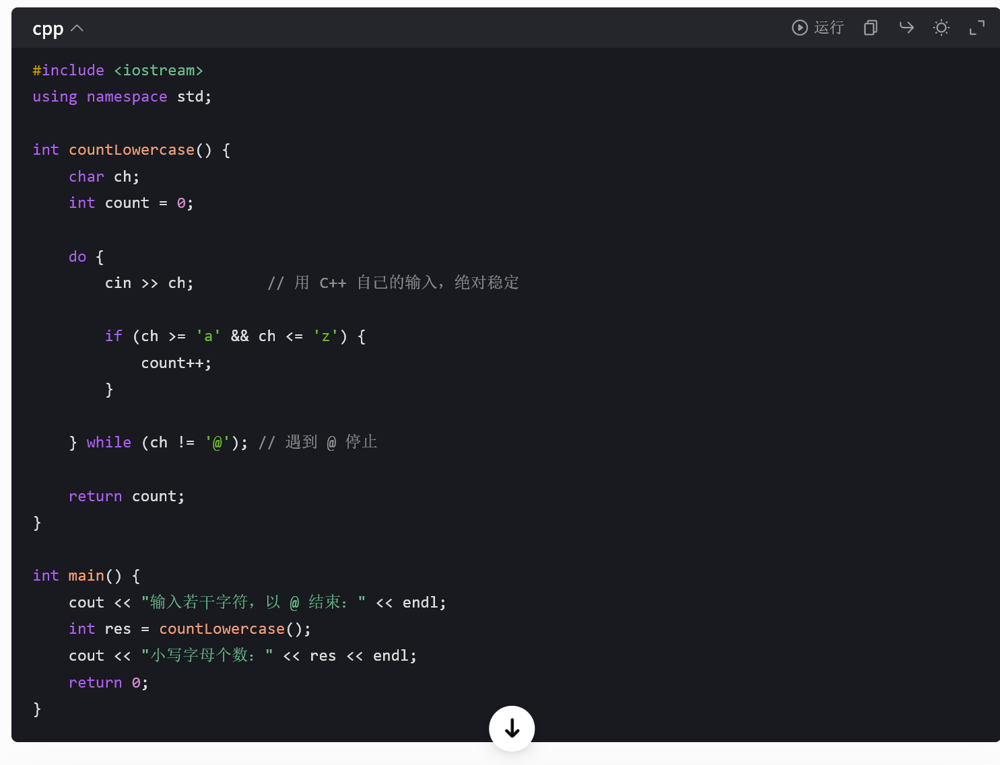 cpp
运行
#include <iostream>
using namespace std;
int countLowercase() {
    char ch;
    int count = 0;
    do {
        cin >> ch;        // 用 C++ 自己的输入，绝对稳定
        if (ch >= 'a' && ch <= 'z') {
            count++;
        }
    } while (ch != '@'); // 遇到 @ 停止
    return count;
}
int main() {
    cout << "输入若干字符，以 @ 结束：" << endl;
    int res = countLowercase();
    cout << "小写字母个数：" << res << endl;
    return 0;
}